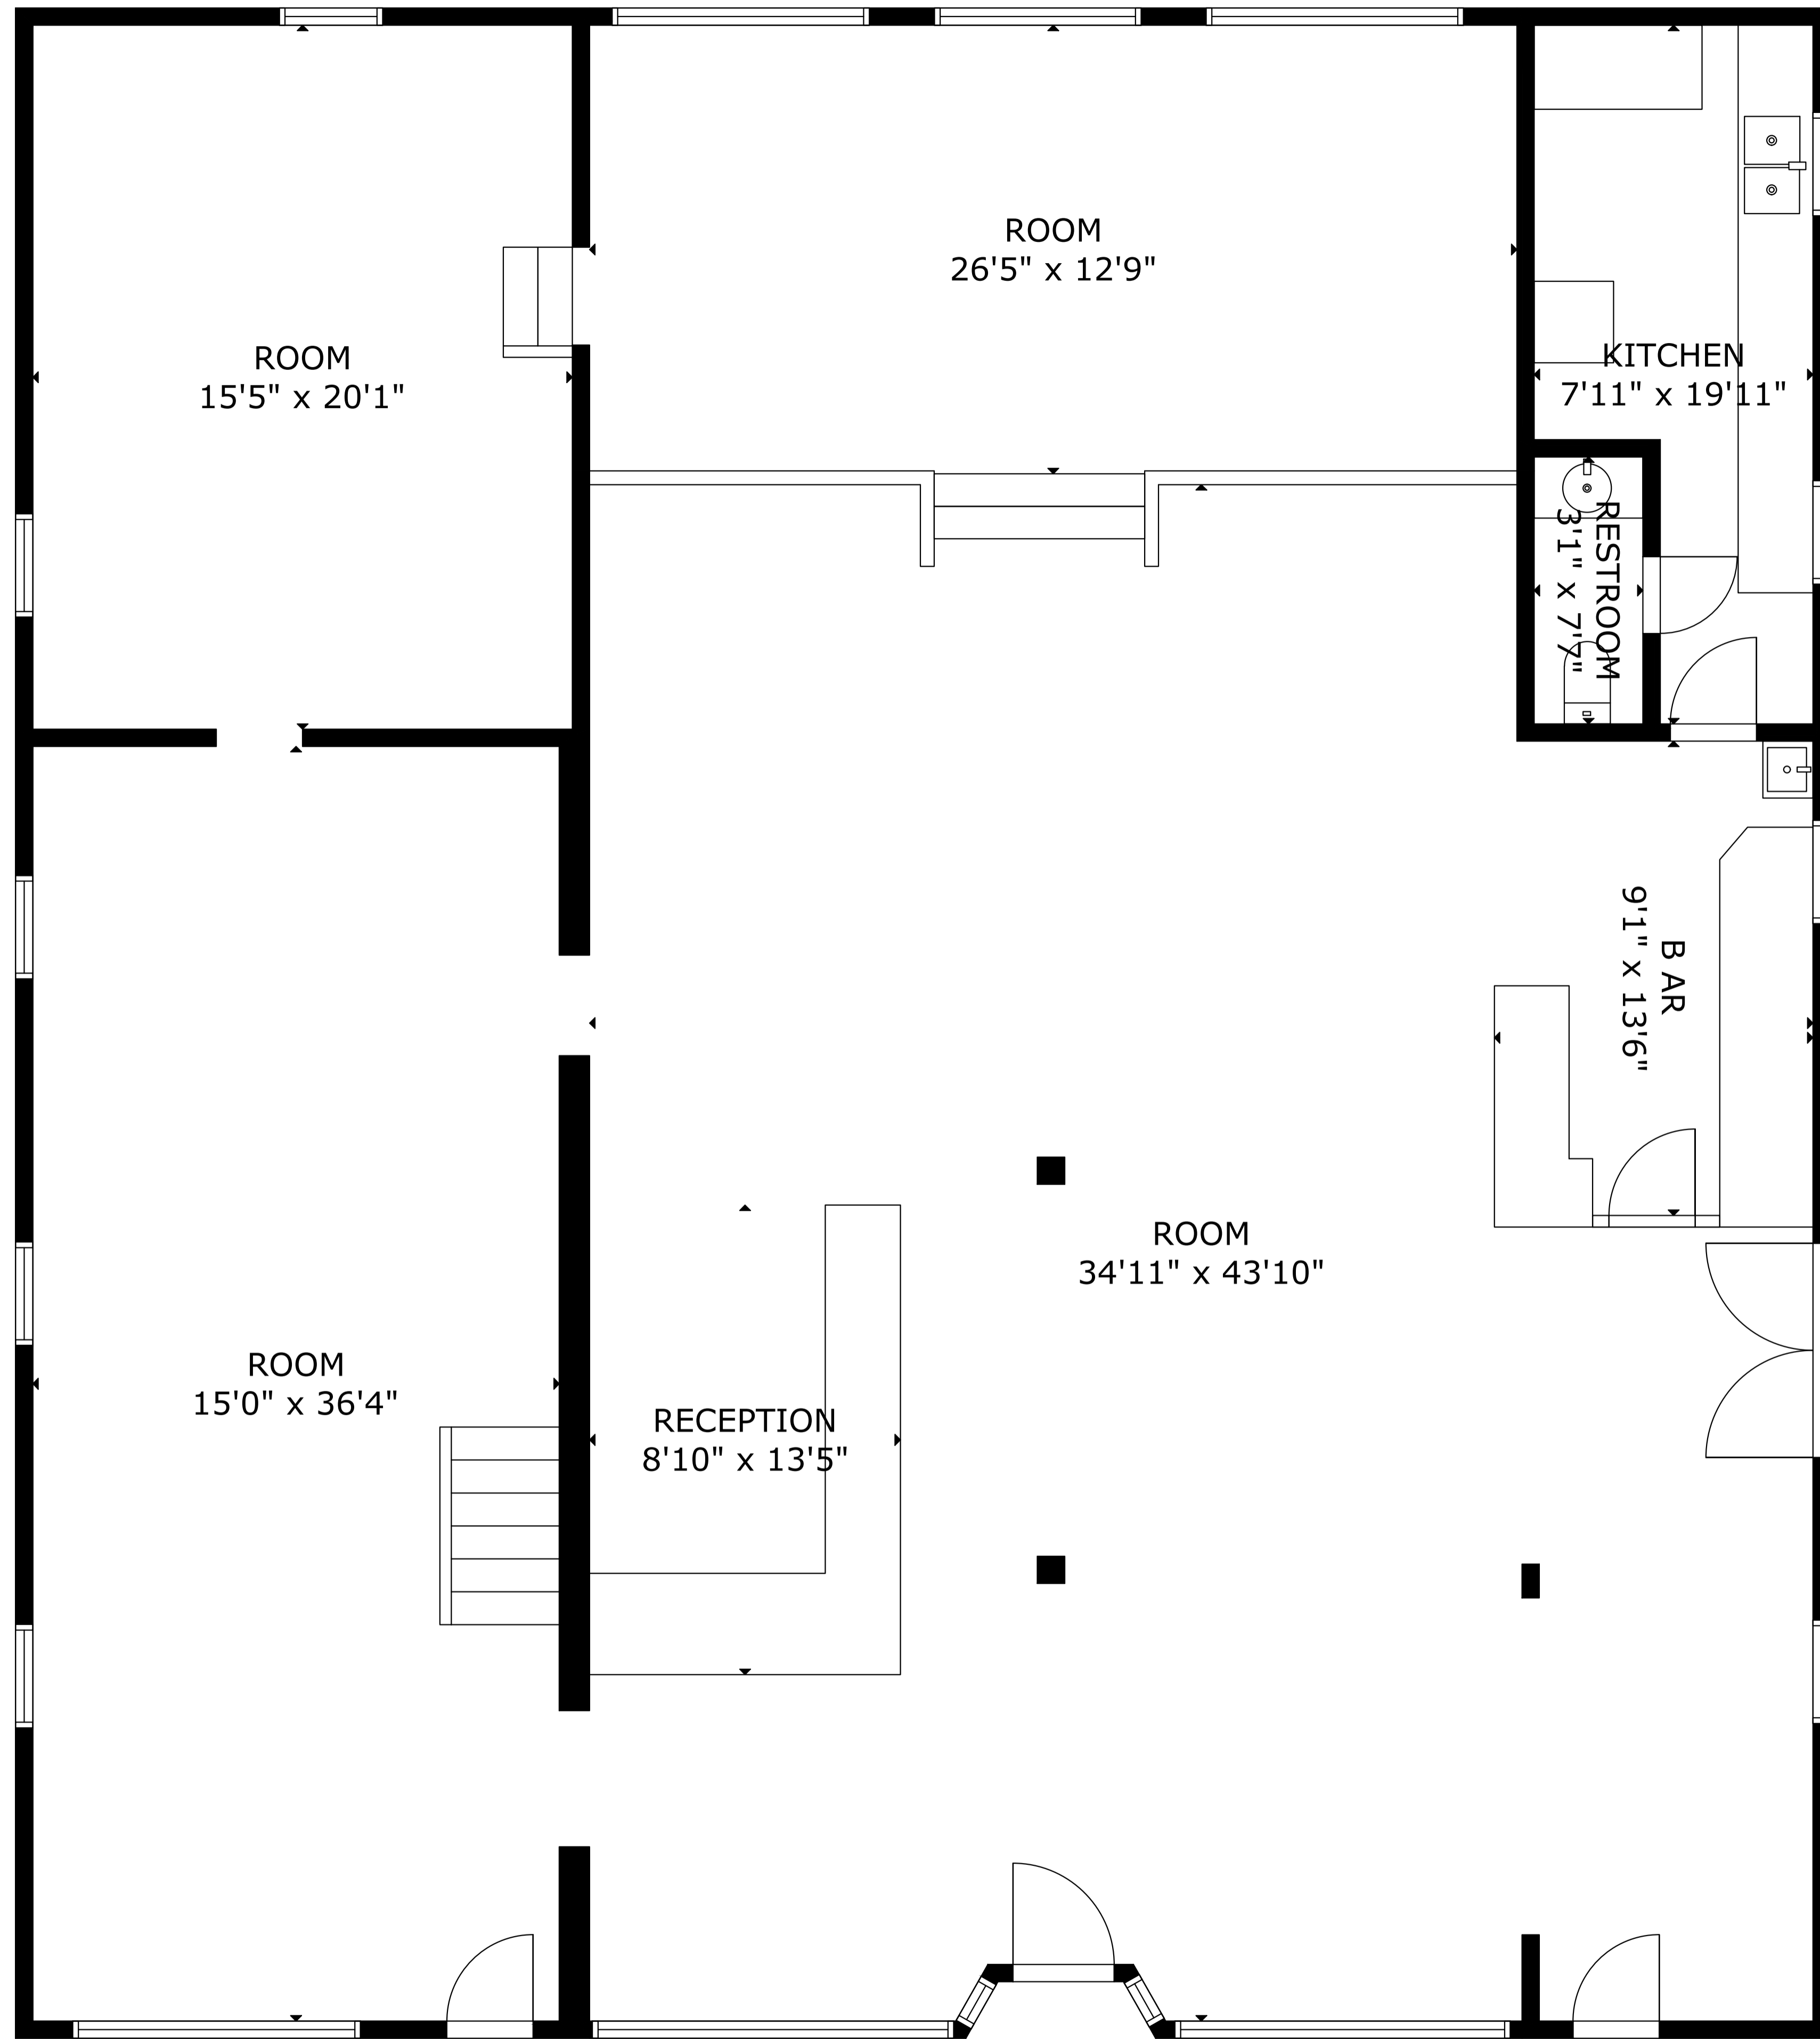 ROOM
26'5" x 12'9"
ROOM
15'5" x 20'1"
KITCHEN
7'11" x 19'11"
RESTROOM
3'1" x 7'7"
B AR
9'1" x 13'6"
ROOM
34'11" x 43'10"
ROOM
15'0" x 36'4"
RECEPTION
8'10" x 13'5"